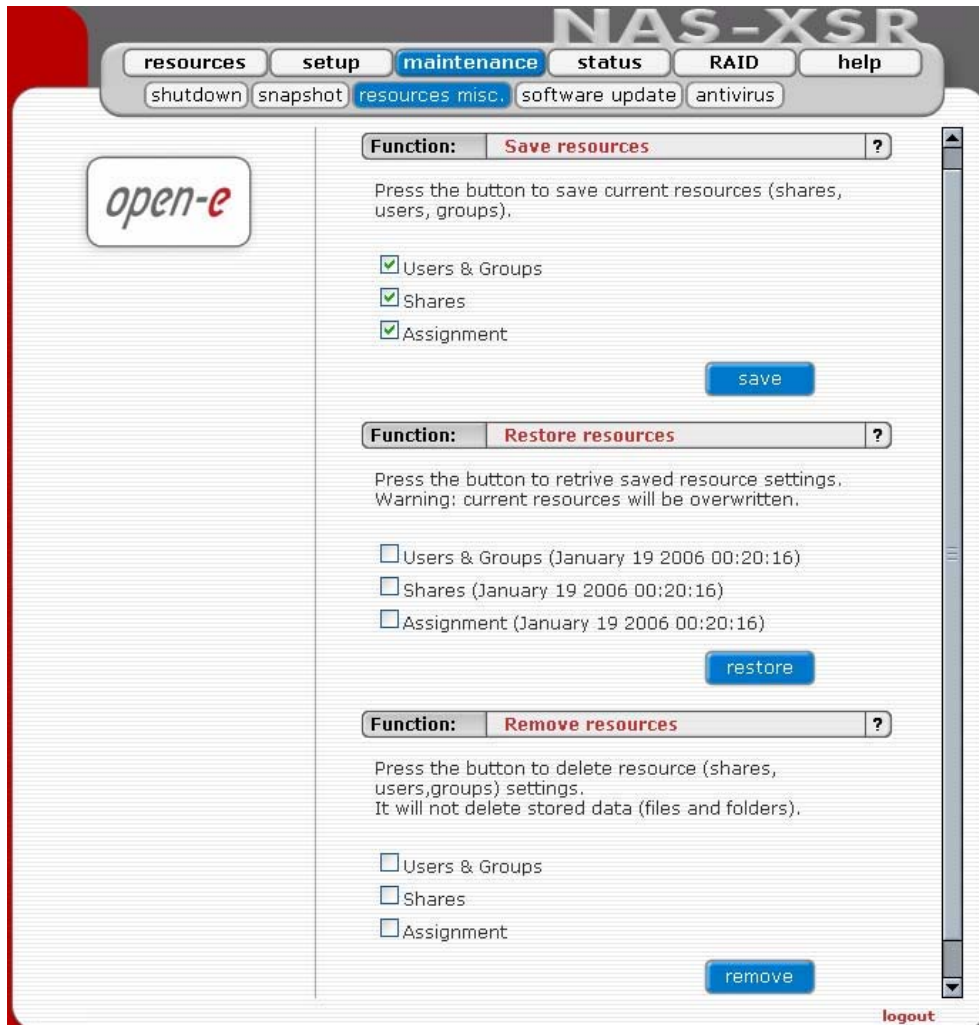 NAS-XSR
resources setup maintenance status RAID help
shutdown snapshot resources misc. software update antivirus
open-e
Function: Save resources ?
Press the button to save current resources (shares,
users, groups).
Users & Groups
Shares
Assignment
save
Function: Restore resources ?
Press the button to retrive saved resource settings.
Warning: current resources will be overwritten.
Users & Groups (January 19 2006 00:20:16)
Shares (January 19 2006 00:20:16)
Assignment (January 19 2006 00:20:16)
restore
Function: Remove resources ?
Press the button to delete resource (shares,
users,groups) settings.
It will not delete stored data (files and folders).
Users & Groups
Shares
Assignment
remove
logout